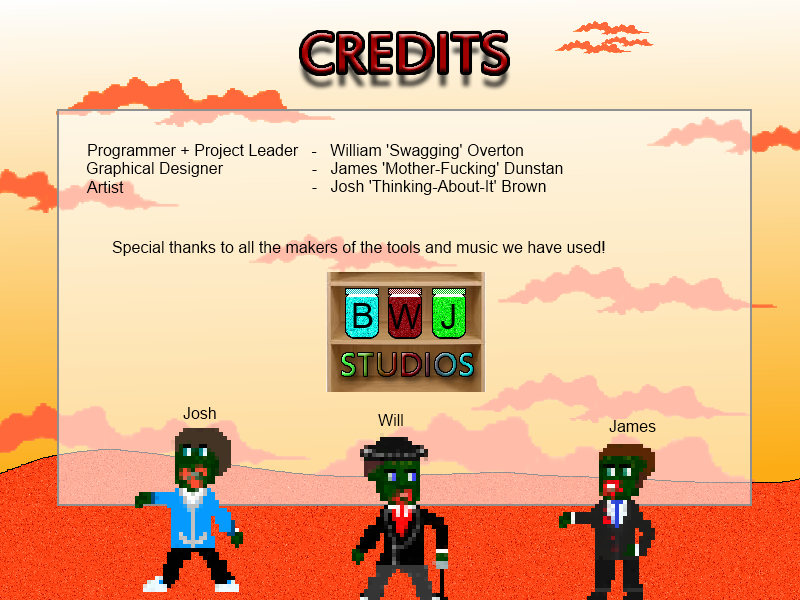 CREDITS
Programmer + Project Leader - William 'Swagging' Overton
Graphical Designer - James 'Mother-Fucking' Dunstan
Artist - Josh 'Thinking-About-It' Brown
Special thanks to all the makers of the tools and music we have used!
B W J
STUDIOS
Josh
Will
James